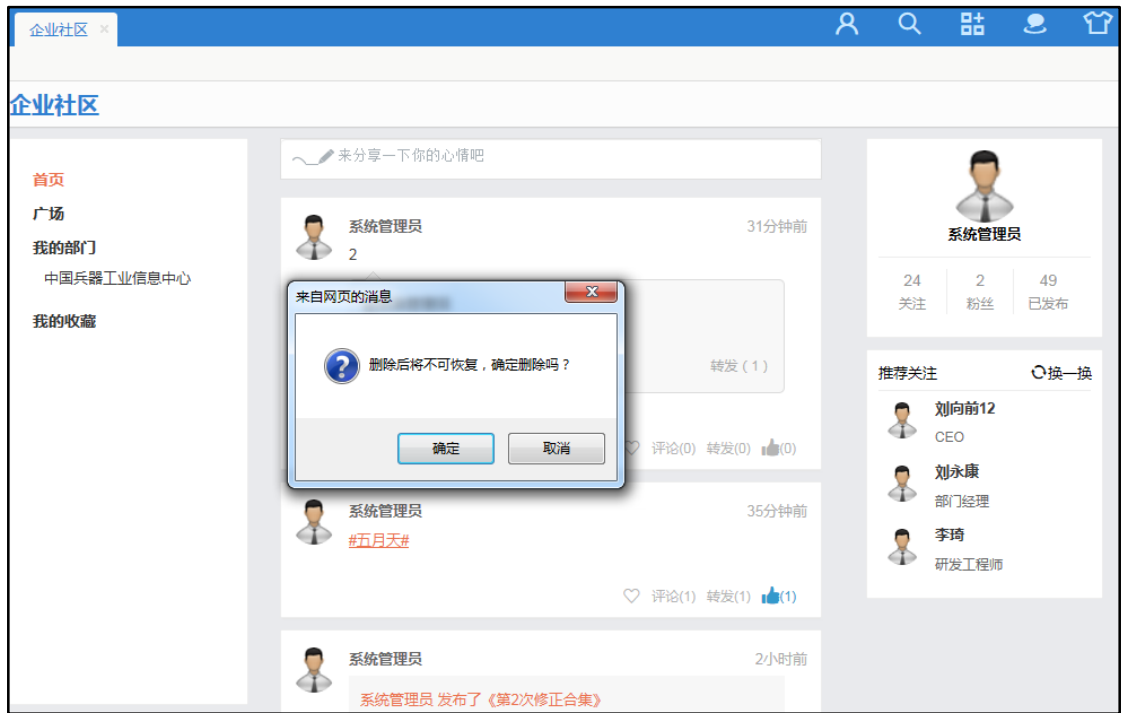 企业社区 ×
企业社区
首页
广场
我的部门
中国兵器工业信息中心
我的收藏
来分享一下你的心情吧
系统管理员 31分钟前
2
转发（1）
评论(0) 转发(0) (0)
来自网页的消息
删除后将不可恢复，确定删除吗？
确定 取消
系统管理员 35分钟前
#五月天#
评论(1) 转发(1) (1)
系统管理员 2小时前
系统管理员 发布了《第2次修正合集》
系统管理员
24 2 49
关注 粉丝 已发布
推荐关注 换一换
刘向前12
CEO
刘永康
部门经理
李琦
研发工程师